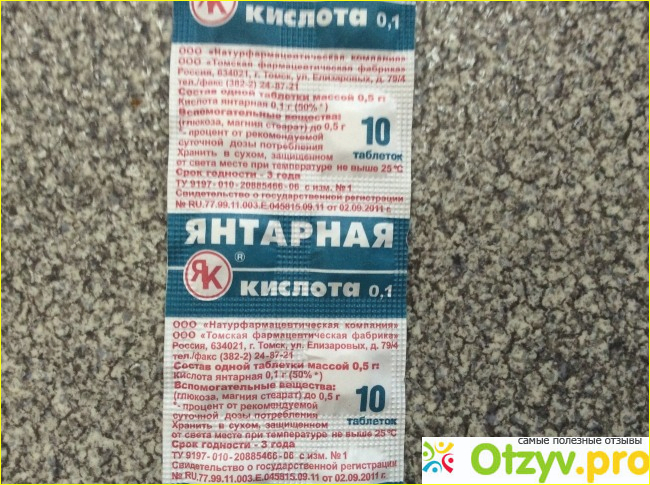 ЯК
кислота 0,1
ООО «Натурфармацевтическая компания»
ООО «Томская фармацевтическая фабрика»
Россия, 634021, г. Томск, ул. Елизаровых, д. 79/4
тел./факс (382-2) 24-87-21
Состав одной таблетки массой 0,5 г:
Кислота янтарная 0,1 г (50% *)
Вспомогательные вещества:
(глюкоза, магния стеарат) до 0,5 г
*- процент от рекомендуемой
суточной дозы потребления
10
таблеток
Хранить в сухом, защищенном
от света месте при температуре не выше 25°С
Срок годности - 3 года
ТУ 9197-010-20885466-06, с изм. №1
Свидетельство о государственной регистрации
№ RU.77.99.11.003.Е.045815.09.11 от 02.09.2011 г.
ЯНТАРНАЯ
ЯК ®
кислота 0,1
ООО «Натурфармацевтическая компания»
ООО «Томская фармацевтическая фабрика»
Россия, 634021, г. Томск, ул. Елизаровых, д. 79/4
тел./факс (382-2) 24-87-21
Состав одной таблетки массой 0,5 г:
Кислота янтарная 0,1 г (50% *)
Вспомогательные вещества:
(глюкоза, магния стеарат) до 0,5 г
*- процент от рекомендуемой
суточной дозы потребления
10
таблеток
Хранить в сухом, защищенном
от света месте при температуре не выше 25°С
Срок годности - 3 года
ТУ 9197-010-20885466-06 с изм. №1
Свидетельство о государственной регистрации
№ RU.77.99.11.003.Е.045815.09.11 от 02.09.2011 г.
самые полезные отзывы
Otzyv.pro